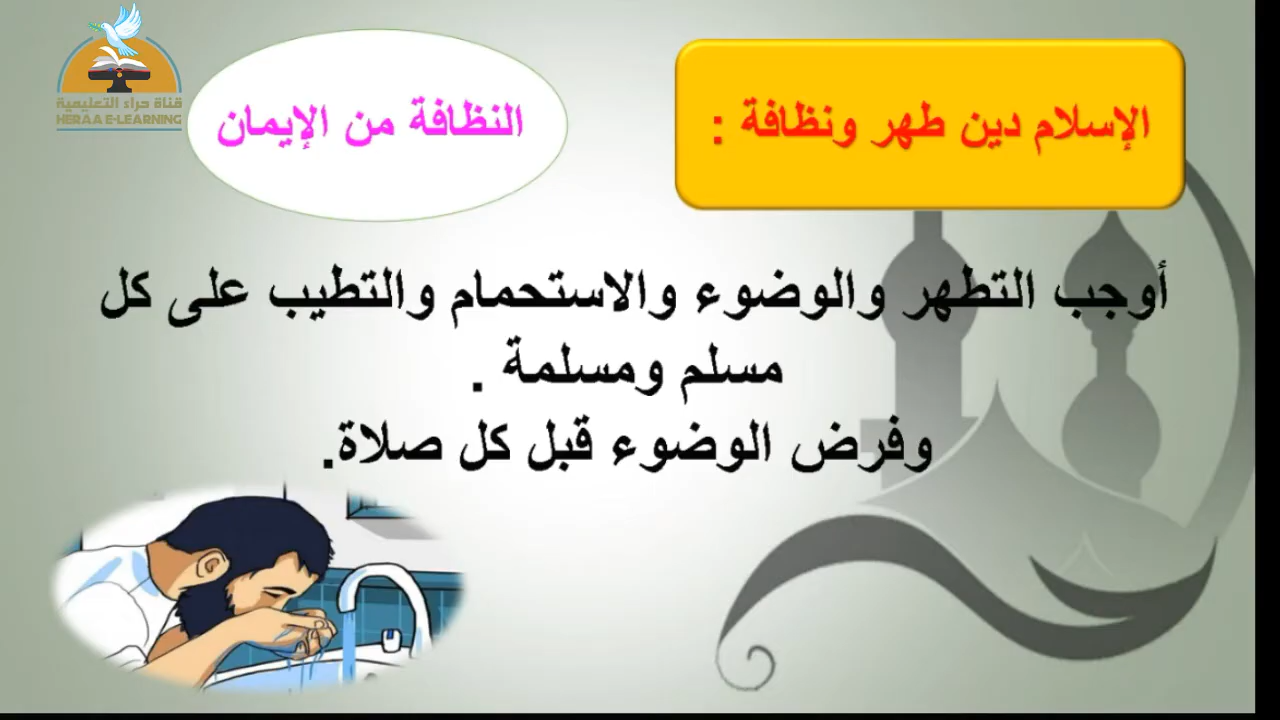 الإسلام دين طهر ونظافة :
النظافة من الإيمان
قناة حراء التعليمية
HERAA E-LEARNING
أوجب التطهر والوضوء والاستحمام والتطيب على كل
مسلم ومسلمة .
وفرض الوضوء قبل كل صلاة.